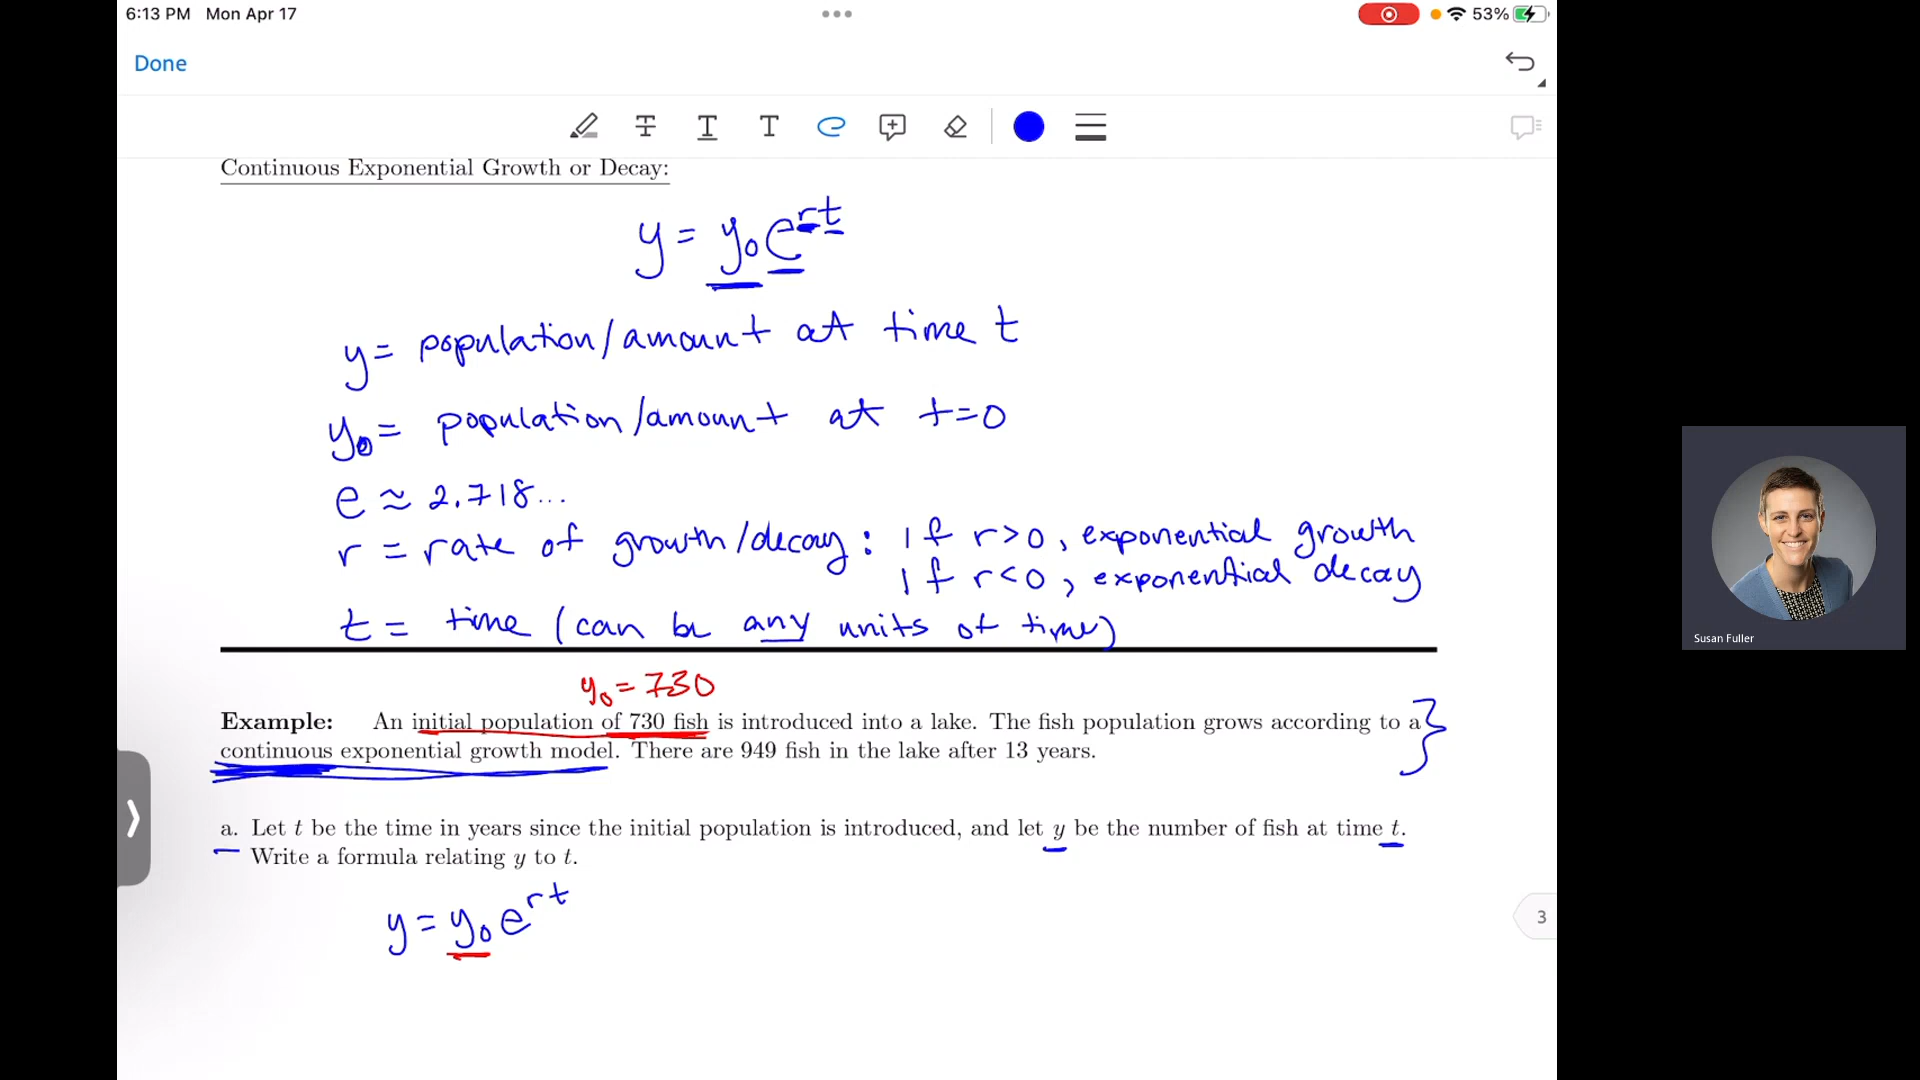 6:13 PM Mon Apr 17
53%
Done
Continuous Exponential Growth or Decay:
y = y₀e^rt
y = population/amount at time t
y₀ = population/amount at t=0
e ≈ 2.718...
r = rate of growth/decay: if r>0, exponential growth
if r<0, exponential decay
t = time (can be any units of time)
y₀ = 730
Example: An initial population of 730 fish is introduced into a lake. The fish population grows according to a
continuous exponential growth model. There are 949 fish in the lake after 13 years.
a. Let t be the time in years since the initial population is introduced, and let y be the number of fish at time t.
Write a formula relating y to t.
y = y₀e^rt
3
Susan Fuller